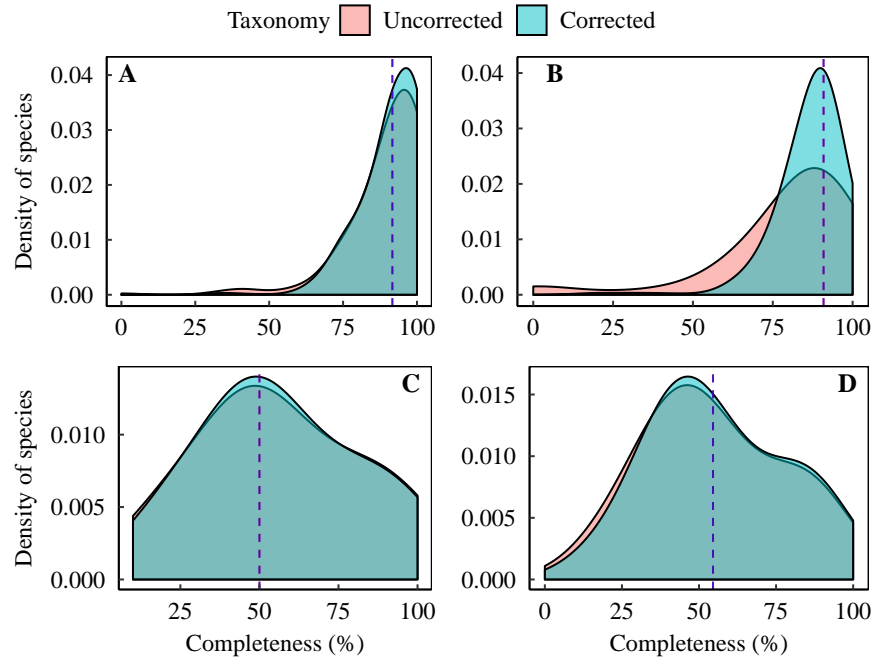 Taxonomy Uncorrected Corrected
A
B
Density of species
0.04
0.03
0.02
0.01
0.00
0 25 50 75 100
0.04
0.03
0.02
0.01
0.00
0 25 50 75 100
C
D
Density of species
0.010
0.005
0.000
25 50 75 100
Completeness (%)
0.015
0.010
0.005
0.000
0 25 50 75 100
Completeness (%)